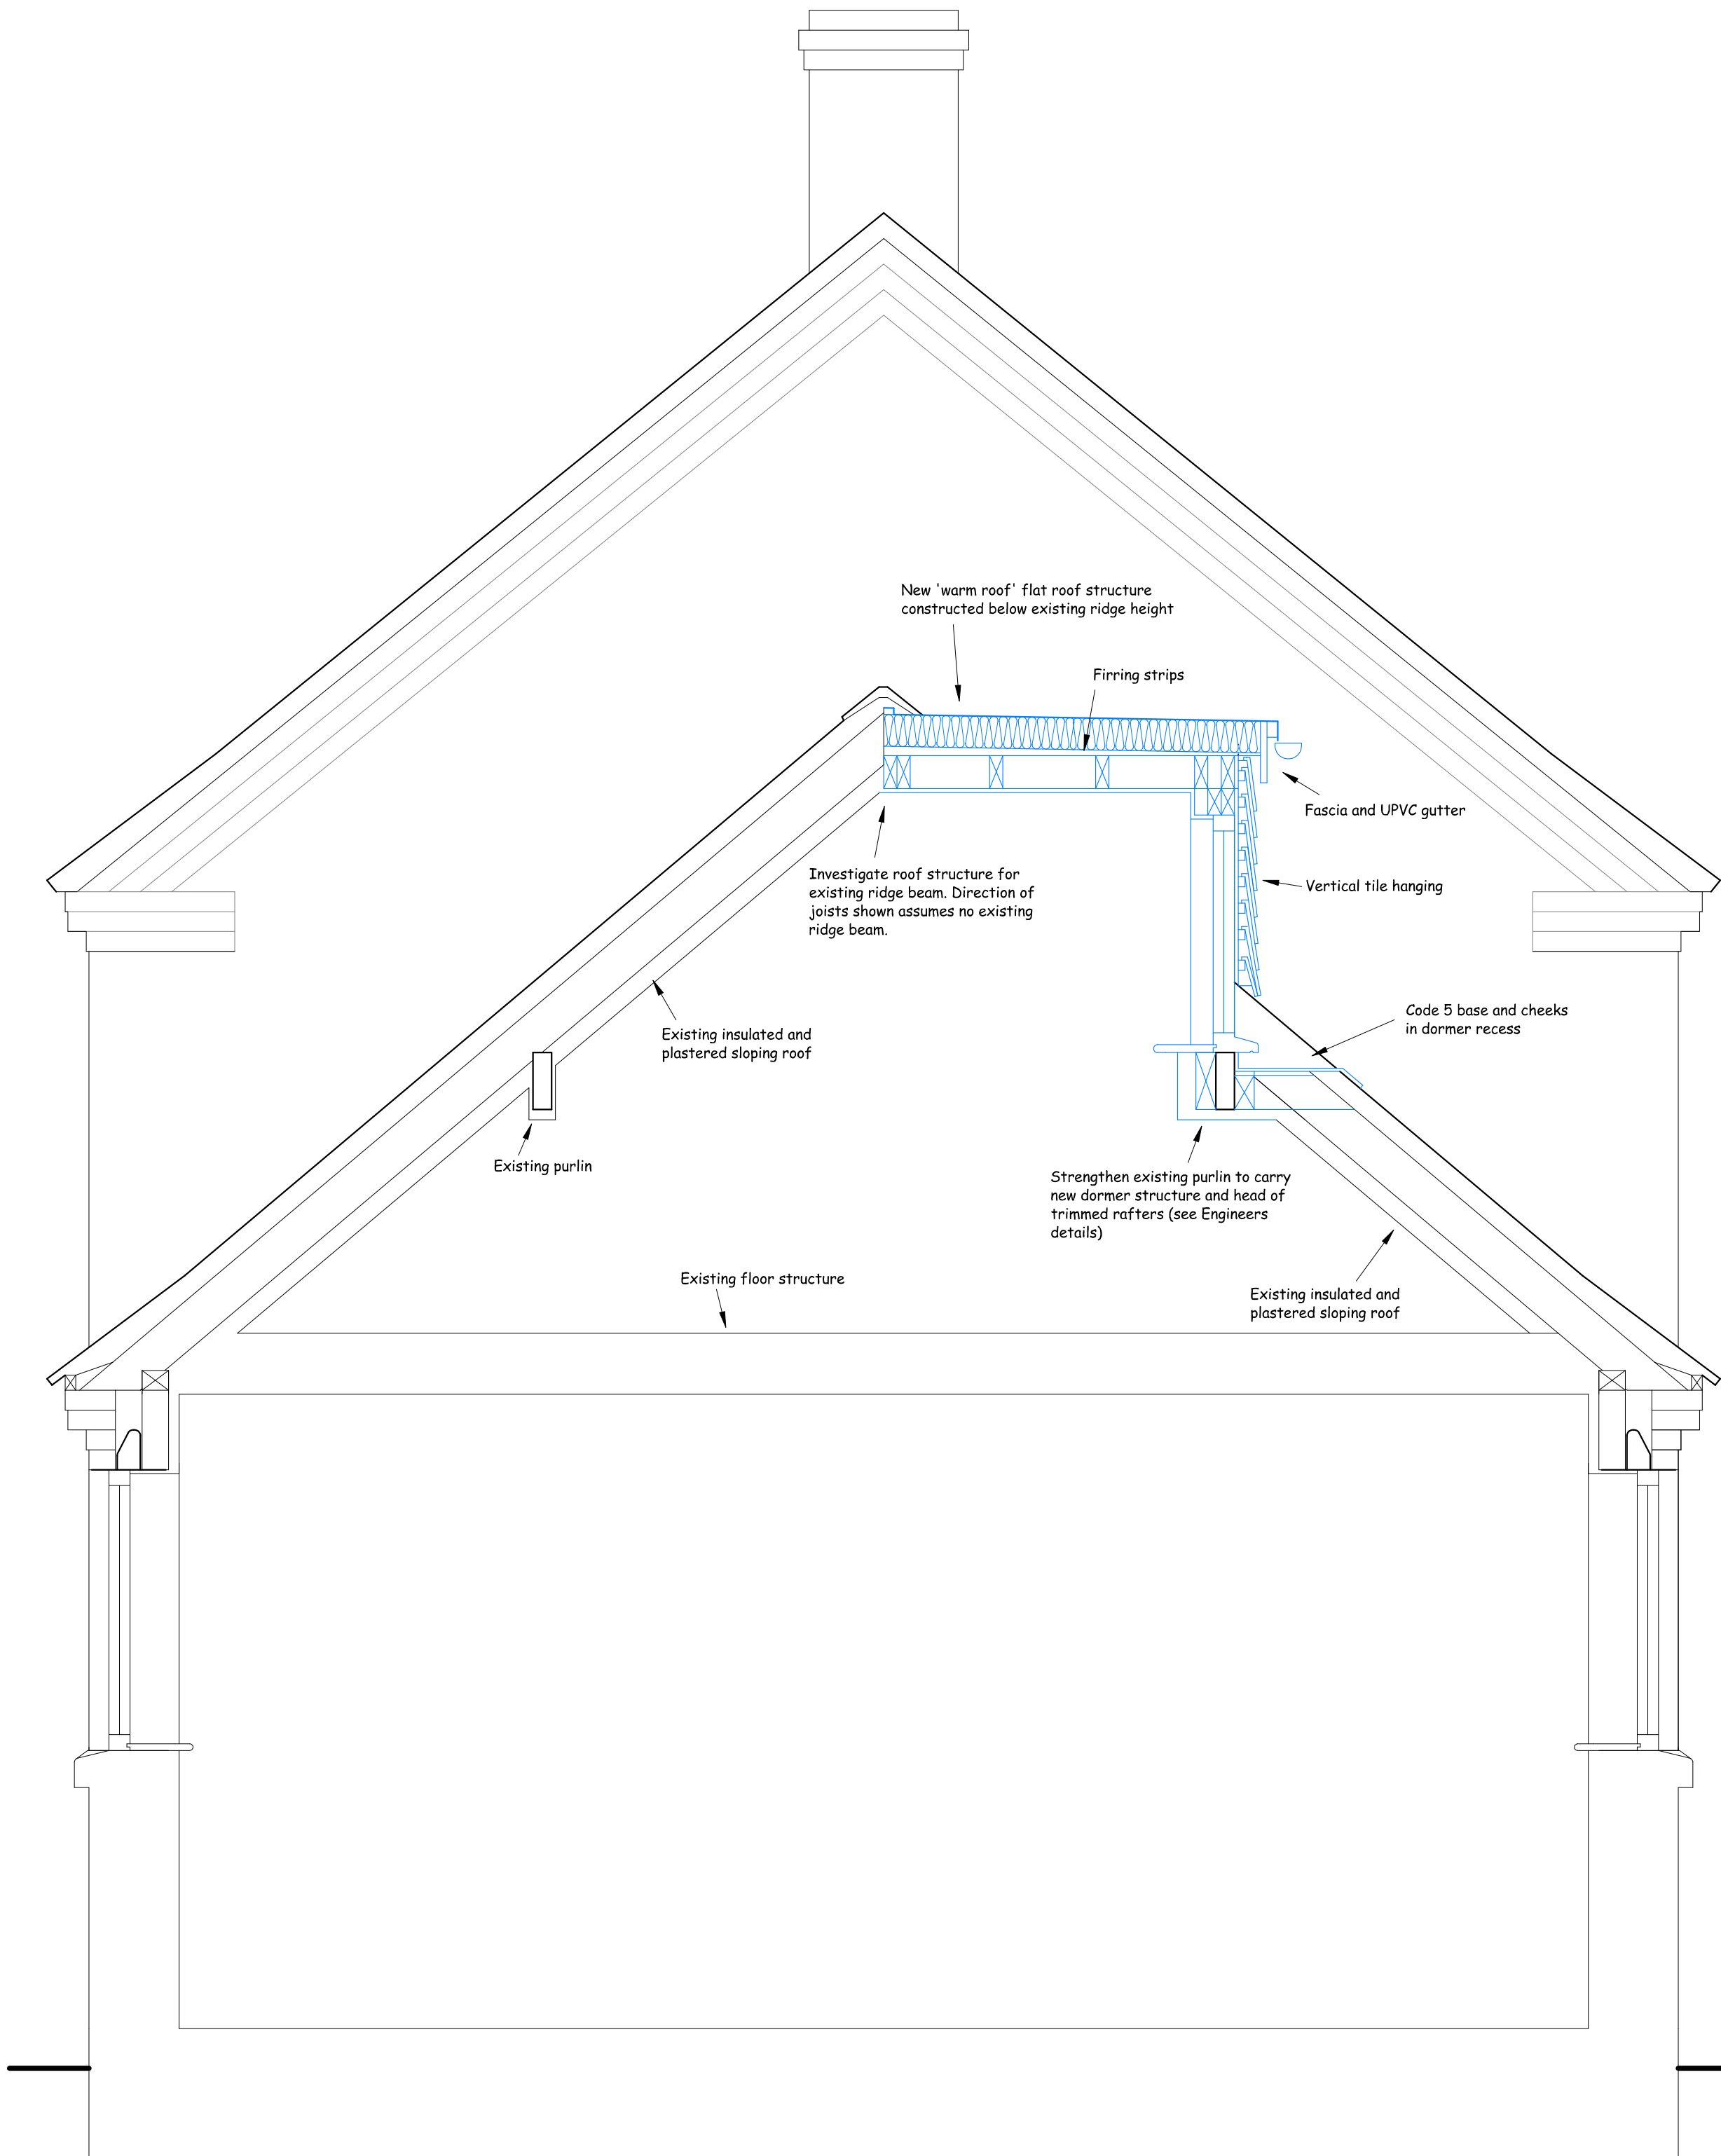 New 'warm roof' flat roof structure
constructed below existing ridge height
Firring strips
Fascia and UPVC gutter
Investigate roof structure for
existing ridge beam. Direction of
joists shown assumes no existing
ridge beam.
Vertical tile hanging
Existing insulated and
plastered sloping roof
Code 5 base and cheeks
in dormer recess
Existing purlin
Strengthen existing purlin to carry
new dormer structure and head of
trimmed rafters (see Engineers
details)
Existing floor structure
Existing insulated and
plastered sloping roof